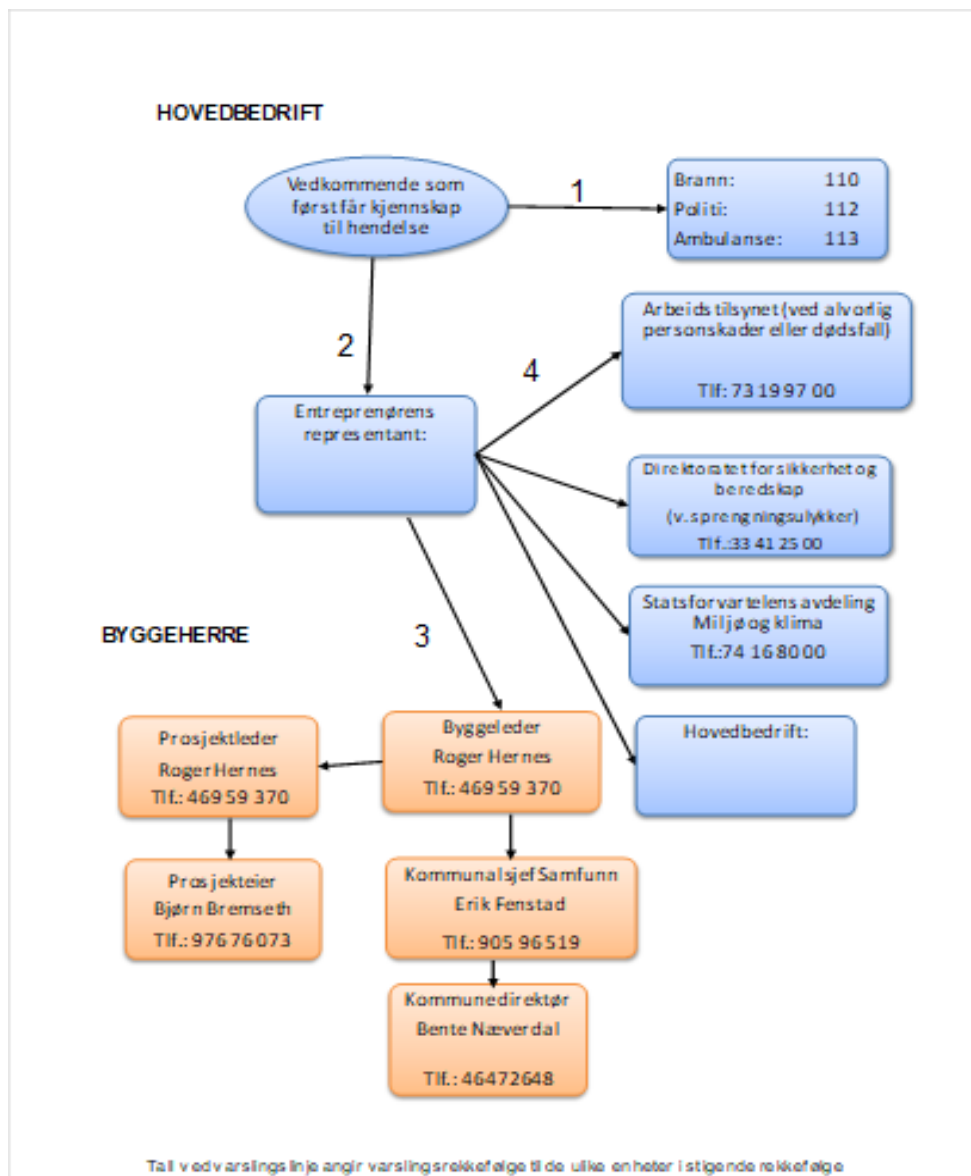 HOVEDBEDRIFT
Vedkommende som
først får kjennskap
til hendelse
1
Brann: 110
Politi: 112
Ambulanse: 113
2
4
Arbeidstilsynet (ved alvorlig
personskader eller dødsfall)
Tlf: 73 19 97 00
Entreprenørens
representant:
Direktoratet for sikkerhet og
beredskap
(v. sprengningsulykker)
Tlf.:33 41 25 00
Statsforvartelens avdeling
Miljø og klima
Tlf.:74 16 80 00
BYGGEHERRE
3
Hovedbedrift:
Prosjektleder
Roger Hernes
Tlf.: 469 59 370
Byggeleder
Roger Hernes
Tlf.: 469 59 370
Prosjekteier
Bjørn Bremseth
Tlf.: 976 76 073
Kommunalsjef Samfunn
Erik Fenstad
Tlf.: 905 96 519
Kommunedirektør
Bente Næverdal
Tlf.: 46472648
Tall ved varslingslinje angir varslingsrekkefølge til de ulike enheter i stigende rekkefølge